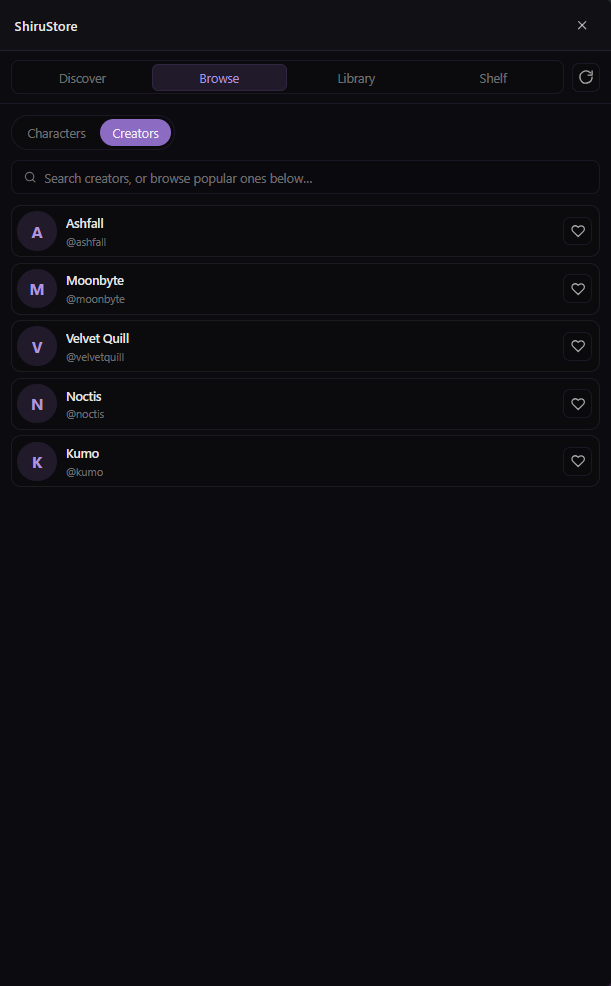 ShiruStore
Discover Browse Library Shelf
Characters Creators
Search creators, or browse popular ones below...
A
Ashfall
@ashfall
M
Moonbyte
@moonbyte
V
Velvet Quill
@velvetquill
N
Noctis
@noctis
K
Kumo
@kumo